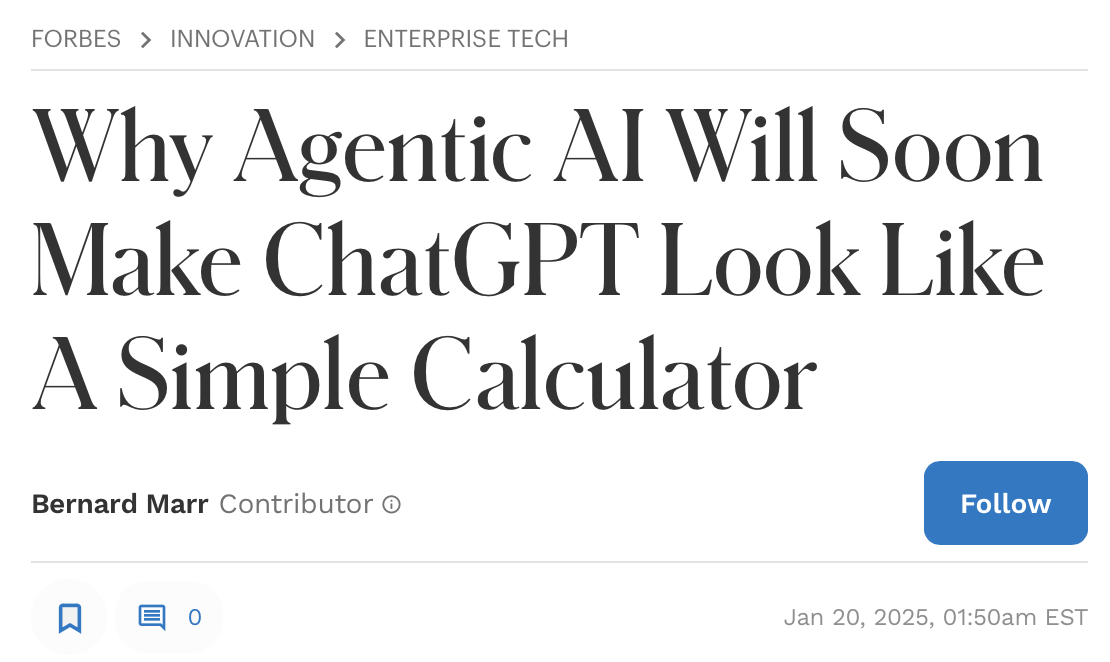 FORBES > INNOVATION > ENTERPRISE TECH
Why Agentic AI Will Soon
Make ChatGPT Look Like
A Simple Calculator
Bernard Marr Contributor
Follow
0
Jan 20, 2025, 01:50am EST